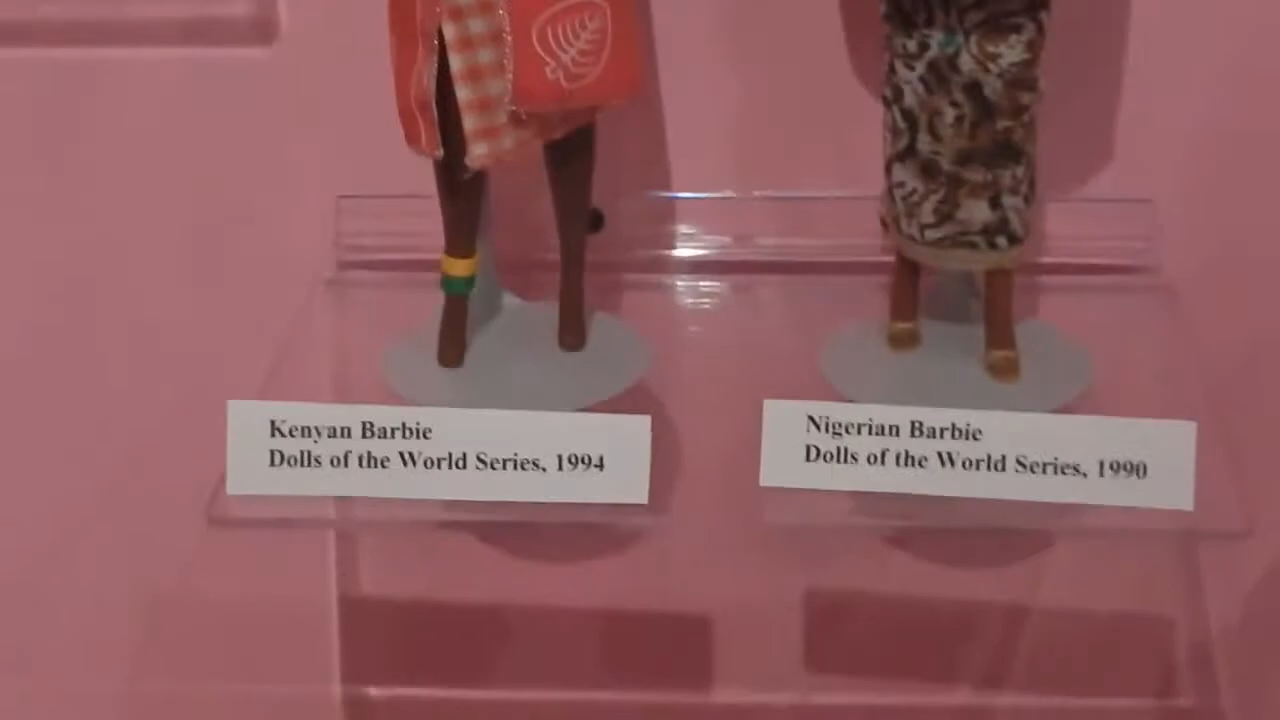 Kenyan Barbie
Dolls of the World Series, 1994
Nigerian Barbie
Dolls of the World Series, 1990